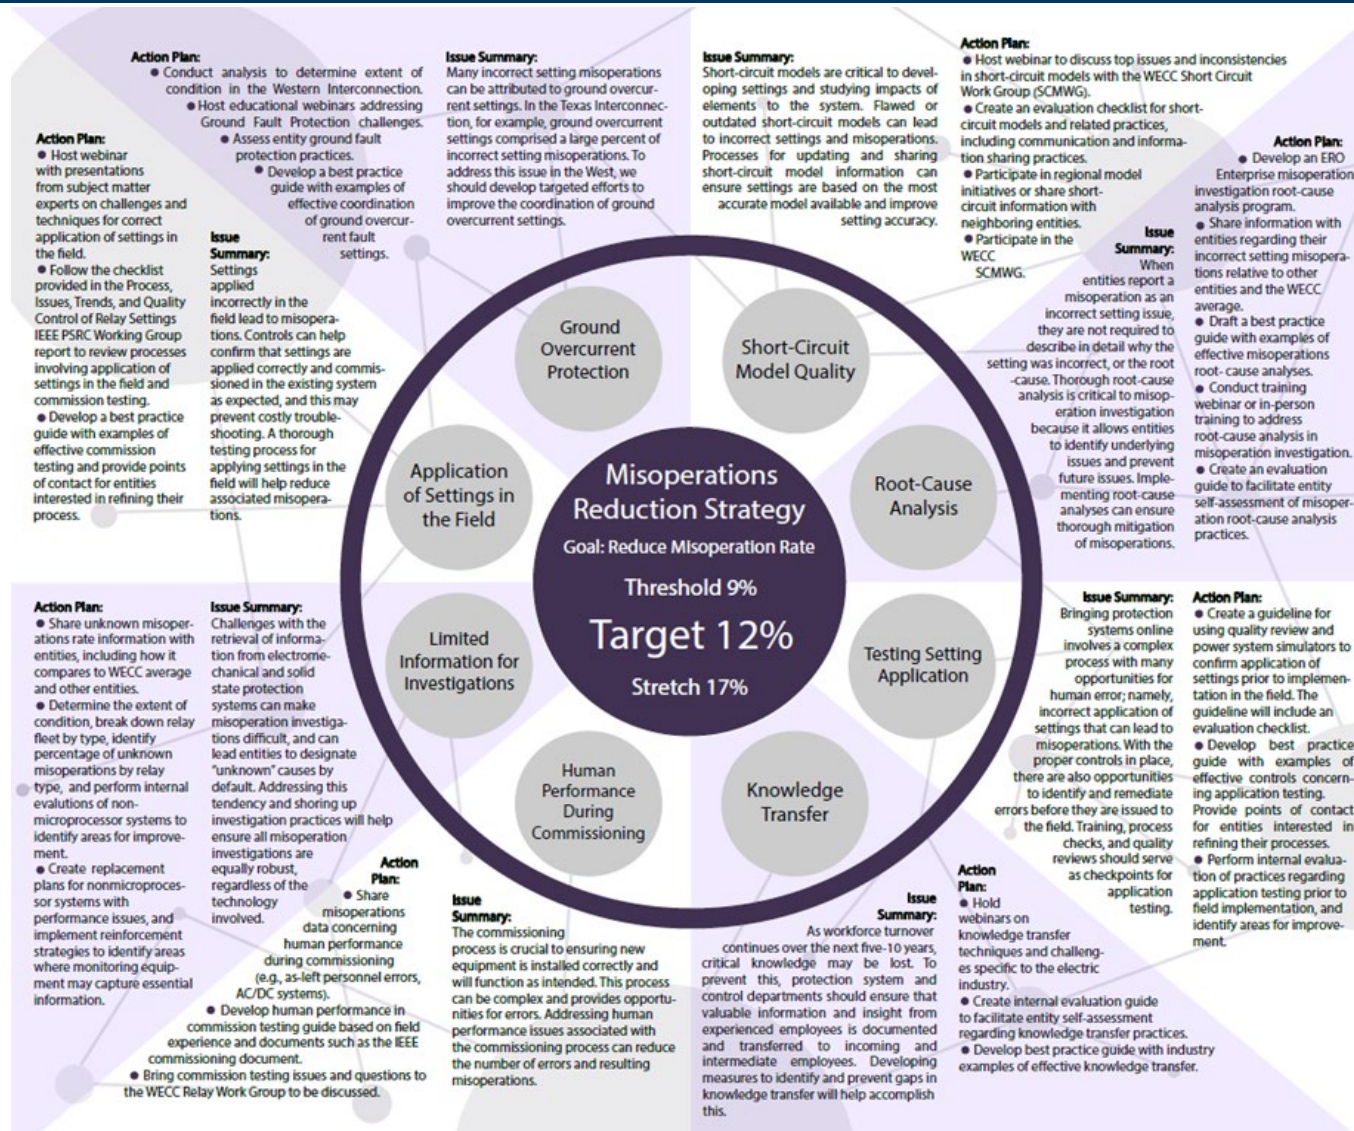 Action Plan:
● Conduct analysis to determine extent of
condition in the Western Interconnection.
● Host educational webinars addressing
Ground Fault Protection challenges.
● Assess entity ground fault
protection practices.
● Develop a best practice
guide with examples of
effective coordination
of ground overcur-
rent fault
settings.
Issue Summary:
Many incorrect setting misoperations
can be attributed to ground overcur-
rent settings. In the Texas Interconnec-
tion, for example, ground overcurrent
settings comprised a large percent of
incorrect setting misoperations. To
address this issue in the West, we
should develop targeted efforts to
improve the coordination of ground
overcurrent settings.
Issue Summary:
Short-circuit models are critical to devel-
oping settings and studying impacts of
elements to the system. Flawed or
outdated short-circuit models can lead
to incorrect settings and misoperations.
Processes for updating and sharing
short-circuit model information can
ensure settings are based on the most
accurate model available and improve
setting accuracy.
Action Plan:
● Host webinar to discuss top issues and inconsistencies
in short-circuit models with the WECC Short Circuit
Work Group (SCMWG).
● Create an evaluation checklist for short-
circuit models and related practices,
including communication and informa-
tion sharing practices.
● Participate in regional model
initiatives or share short-
circuit information with
neighboring entities.
● Participate in the
WECC
SCMWG.
Action Plan:
● Host webinar
with presentations
from subject matter
experts on challenges and
techniques for correct
application of settings in
the field.
● Follow the checklist
provided in the Process,
Issues, Trends, and Quality
Control of Relay Settings
IEEE PSRC Working Group
report to review processes
involving application of
settings in the field and
commission testing.
● Develop a best practice
guide with examples of
effective commission
testing and provide points
of contact for entities
interested in refining their
process.
Issue
Summary:
Settings
applied
incorrectly in the
field lead to misopera-
tions. Controls can help
confirm that settings are
applied correctly and commis-
sioned in the existing system
as expected, and this may
prevent costly trouble-
shooting. A thorough
testing process for
applying settings in the
field will help reduce
associated misopera-
tions.
Issue
Summary:
When
entities report a
misoperation as an
incorrect setting issue,
they are not required to
describe in detail why the
setting was incorrect, or the root
-cause. Thorough root-cause
analysis is critical to misop-
eration investigation
because it allows entities
to identify underlying
issues and prevent
future issues. Imple-
menting root-cause
analyses can ensure
thorough mitigation
of misoperations.
Action Plan:
● Develop an ERO
Enterprise misoperation
investigation root-cause
analysis program.
● Share information with
entities regarding their
incorrect setting misopera-
tions relative to other
entities and the WECC
average.
● Draft a best practice
guide with examples of
effective misoperations
root- cause analyses.
● Conduct training
webinar or in-person
training to address
root-cause analysis in
misoperation investigation.
● Create an evaluation
guide to facilitate entity
self-assessment of misoper-
ation root-cause analysis
practices.
Ground
Overcurrent
Protection
Short-Circuit
Model Quality
Application
of Settings in
the Field
Root-Cause
Analysis
Misoperations
Reduction Strategy
Goal: Reduce Misoperation Rate
Threshold 9%
Target 12%
Stretch 17%
Limited
Information for
Investigations
Testing Setting
Application
Human
Performance
During
Commissioning
Knowledge
Transfer
Action Plan:
● Share unknown misoper-
ations rate information with
entities, including how it
compares to WECC average
and other entities.
● Determine the extent of
condition, break down relay
fleet by type, identify
percentage of unknown
misoperations by relay
type, and perform internal
evalutions of non-
microprocessor systems to
identify areas for improve-
ment.
● Create replacement
plans for nonmicroproces-
sor systems with
performance issues, and
implement reinforcement
strategies to identify areas
where monitoring equip-
ment may capture essential
information.
Issue Summary:
Challenges with the
retrieval of informa-
tion from electrome-
chanical and solid
state protection
systems can make
misoperation investiga-
tions difficult, and can
lead entities to designate
"unknown" causes by
default. Addressing this
tendency and shoring up
investigation practices will help
ensure all misoperation
investigations are
equally robust,
regardless of the
technology
involved.
Issue Summary:
Bringing protection
systems online
involves a complex
process with many
opportunities for
human error; namely,
incorrect application of
settings that can lead to
misoperations. With the
proper controls in place,
there are also opportunities
to identify and remediate
errors before they are issued to
the field. Training, process
checks, and quality
reviews should serve
as checkpoints for
application
testing.
Action Plan:
● Create a guideline for
using quality review and
power system simulators to
confirm application of
settings prior to implemen-
tation in the field. The
guideline will include an
evaluation checklist.
● Develop best practice
guide with examples of
effective controls concern-
ing application testing.
Provide points of contact
for entities interested in
refining their processes.
● Perform internal evalua-
tion of practices regarding
application testing prior to
field implementation, and
identify areas for improve-
ment.
Action
Plan:
● Share
misoperations
data concerning
human performance
during commissioning
(e.g., as-left personnel errors,
AC/DC systems).
● Develop human performance in
commission testing guide based on field
experience and documents such as the IEEE
commissioning document.
● Bring commission testing issues and questions to
the WECC Relay Work Group to be discussed.
Issue
Summary:
The commissioning
process is crucial to ensuring new
equipment is installed correctly and
will function as intended. This process
can be complex and provides opportu-
nities for errors. Addressing human
performance issues associated with
the commissioning process can reduce
the number of errors and resulting
misoperations.
Issue
Summary:
As workforce turnover
continues over the next five-10 years,
critical knowledge may be lost. To
prevent this, protection system and
control departments should ensure that
valuable information and insight from
experienced employees is documented
and transferred to incoming and
intermediate employees. Developing
measures to identify and prevent gaps in
knowledge transfer will help accomplish
this.
Action
Plan:
● Hold
webinars on
knowledge transfer
techniques and challeng-
es specific to the electric
industry.
● Create internal evaluation guide
to facilitate entity self-assessment
regarding knowledge transfer practices.
● Develop best practice guide with industry
examples of effective knowledge transfer.